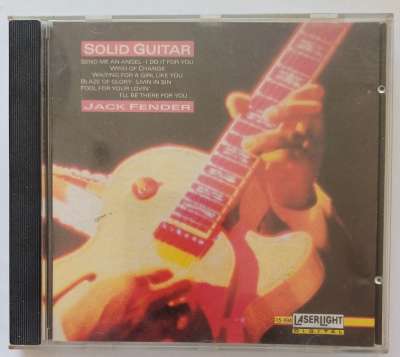 SOLID GUITAR
SEND ME AN ANGEL · I DO IT FOR YOU
WIND OF CHANGE
WAITING FOR A GIRL LIKE YOU
BLAZE OF GLORY · LIVIN IN SIN
FOOL FOR YOUR LOVIN'
I'LL BE THERE FOR YOU
JACK FENDER
LASERLIGHT
DIGITAL